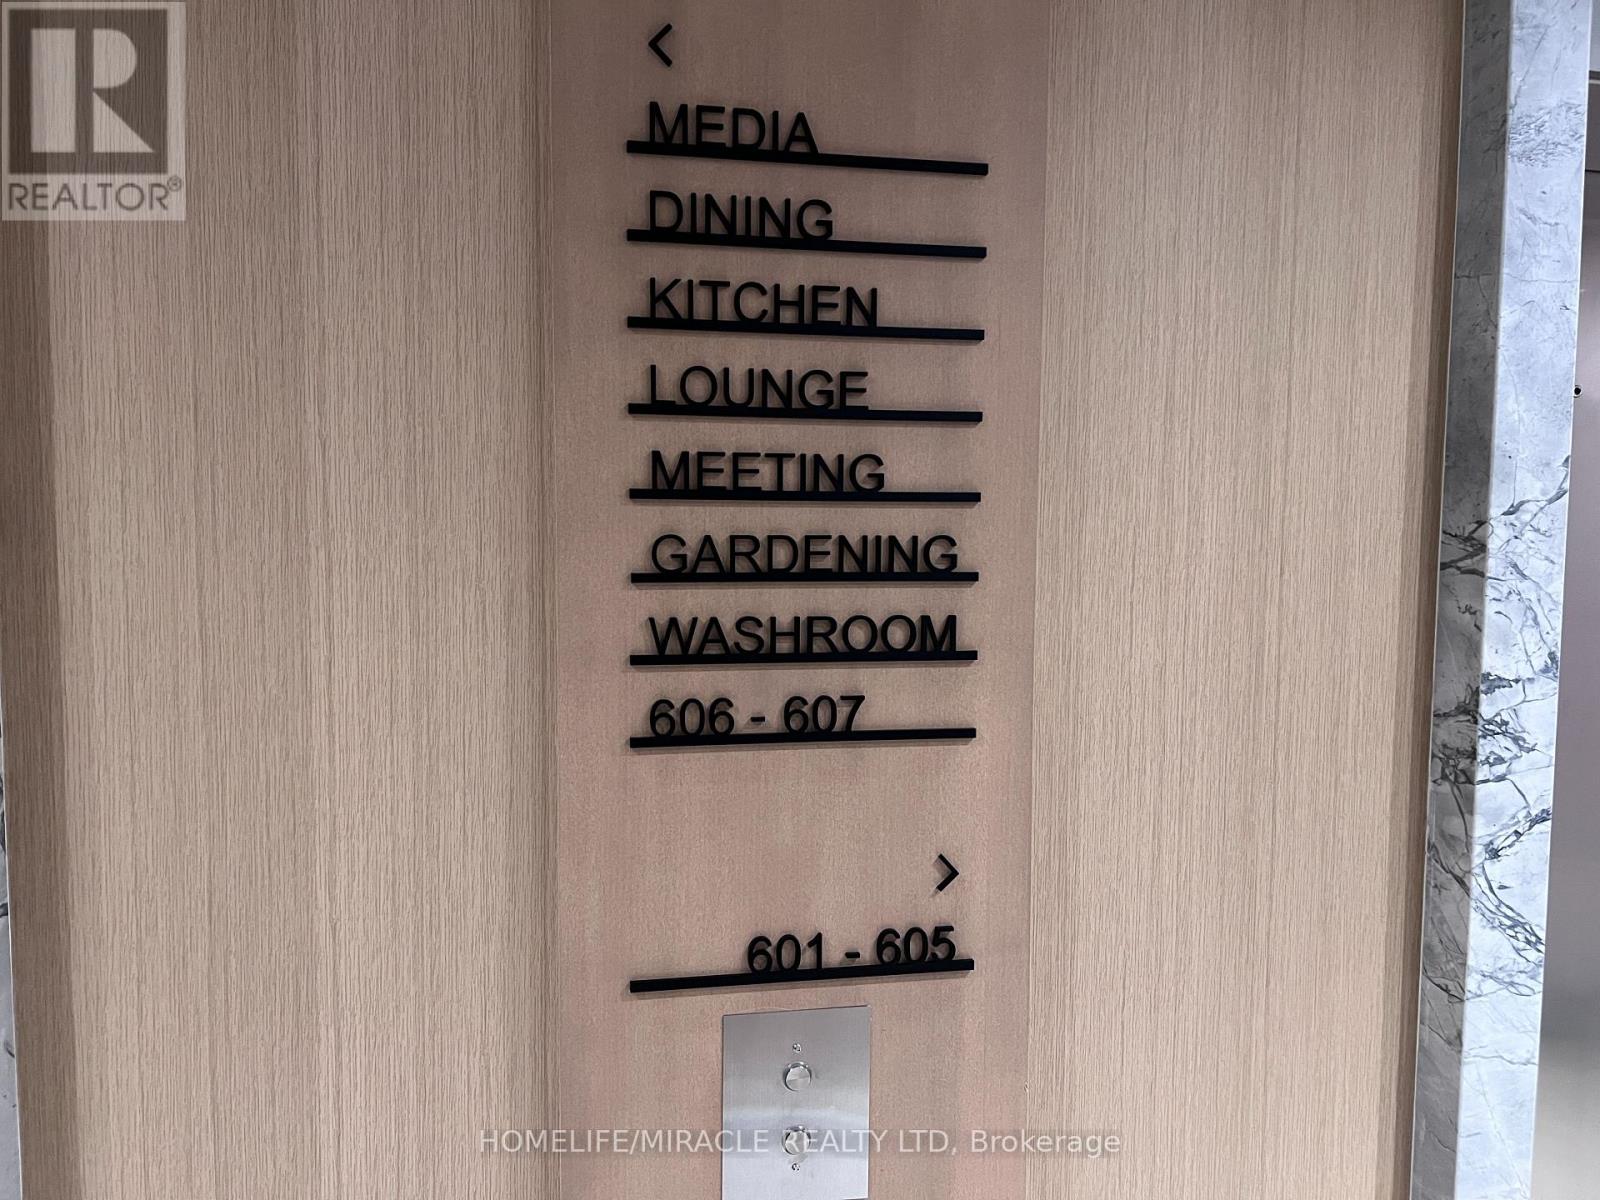 R
REALTOR®
<
MEDIA
DINING
KITCHEN
LOUNGE
MEETING
GARDENING
WASHROOM
606 - 607
>
601 - 605
HOMELIFE/MIRACLE REALTY LTD, Brokerage